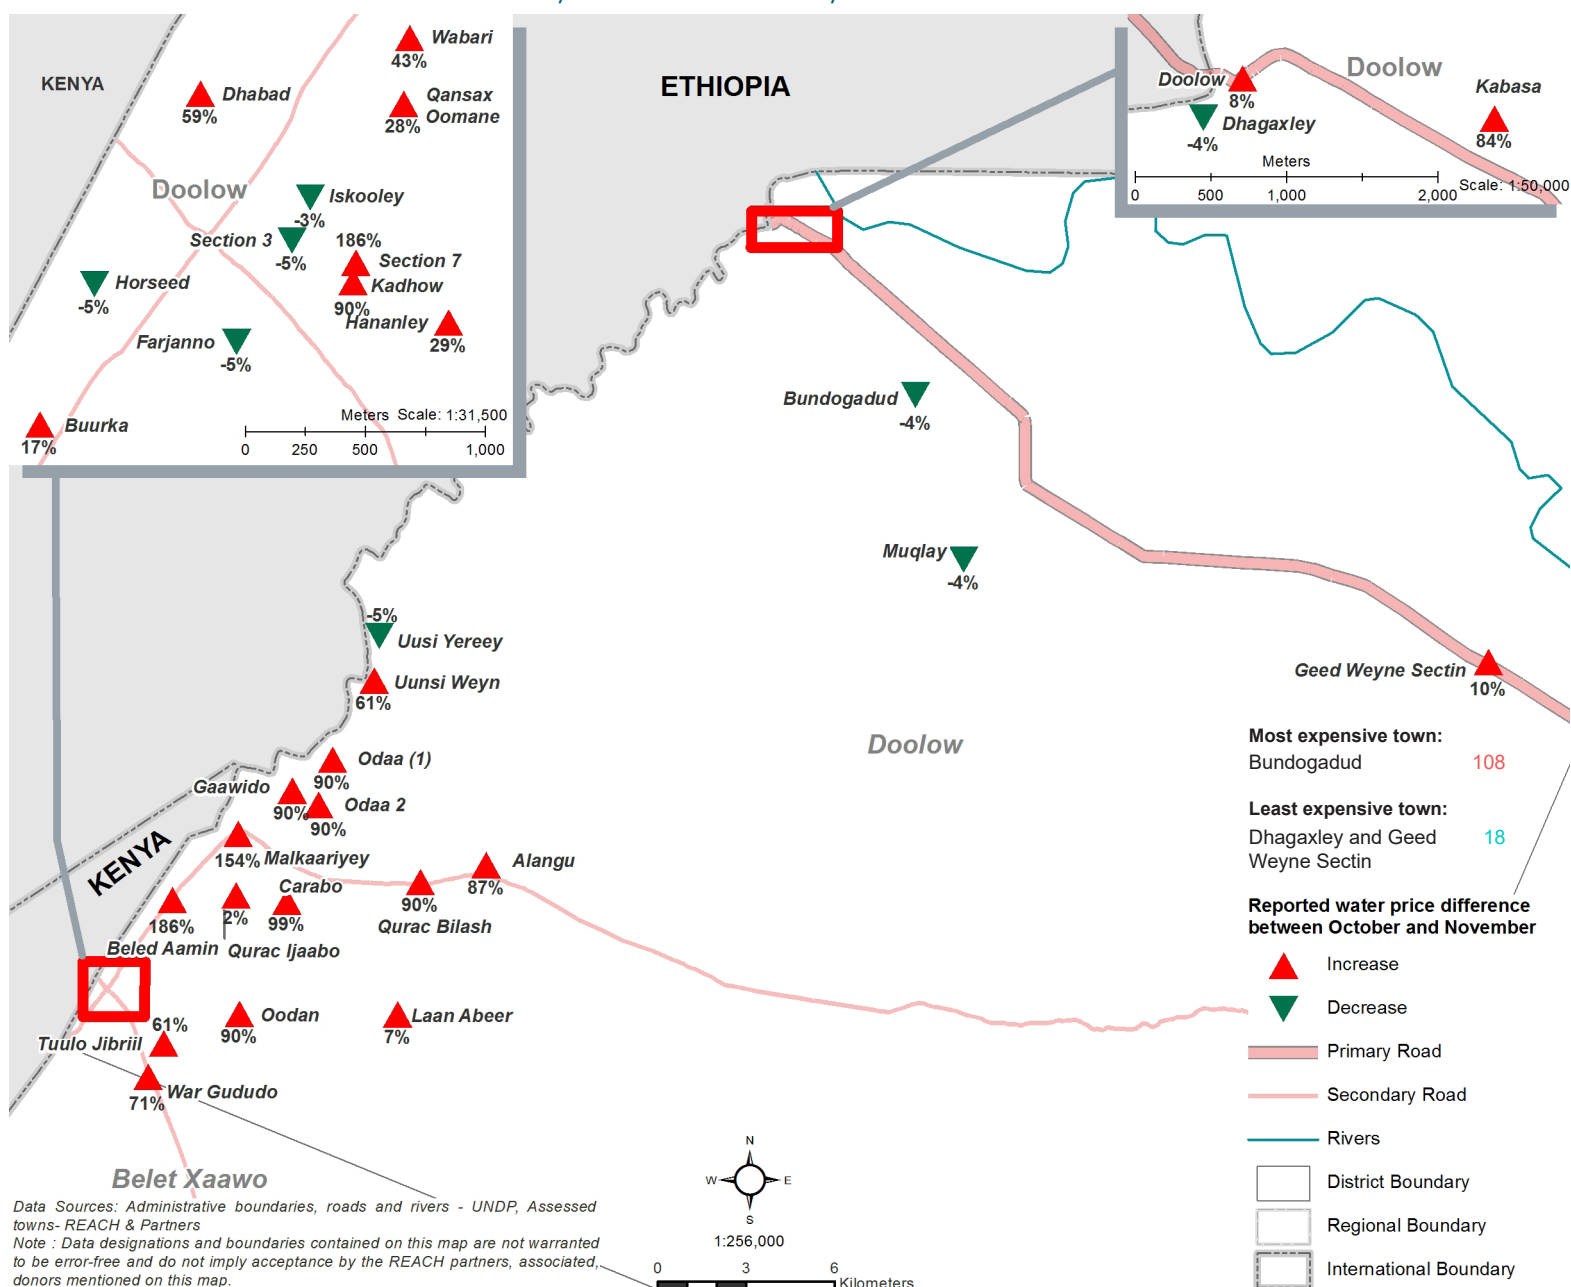 KENYA
Wabari
43%
Dhabad
59%
Qansax
Oomane
28%
Doolow
Iskooley
-3%
Section 3
-5%
186%
Section 7
Kadhow
90%
Horseed
-5%
Hananley
29%
Farjanno
-5%
Buurka
17%
Meters Scale: 1:31,500
0 250 500 1,000
ETHIOPIA
Doolow
Doolow
8%
Kabasa
84%
Dhagaxley
-4%
Meters
Scale: 1:50,000
0 500 1,000 2,000
Bundogadud
-4%
Muqlay
-4%
-5%
Uusi Yereey
Uunsi Weyn
61%
Geed Weyne Sectin
10%
Doolow
Odaa (1)
90%
Gaawido
90%
Odaa 2
90%
KENYA
154% Malkaariyey
Alangu
87%
Carabo
99%
90%
Qurac Bilash
186%
Beled Aamin
2%
Qurac Ijaabo
Oodan
90%
Laan Abeer
7%
61%
Tuulo Jibriil
War Gududo
71%
Belet Xaawo
Most expensive town:
Bundogadud 108
Least expensive town:
Dhagaxley and Geed 18
Weyne Sectin
Reported water price difference
between October and November
Increase
Decrease
Primary Road
Secondary Road
Rivers
District Boundary
Regional Boundary
International Boundary
Data Sources: Administrative boundaries, roads and rivers - UNDP, Assessed
towns- REACH & Partners
Note : Data designations and boundaries contained on this map are not warranted
to be error-free and do not imply acceptance by the REACH partners, associated,
donors mentioned on this map.
N
W E
S
1:256,000
0 3 6
Kilometers